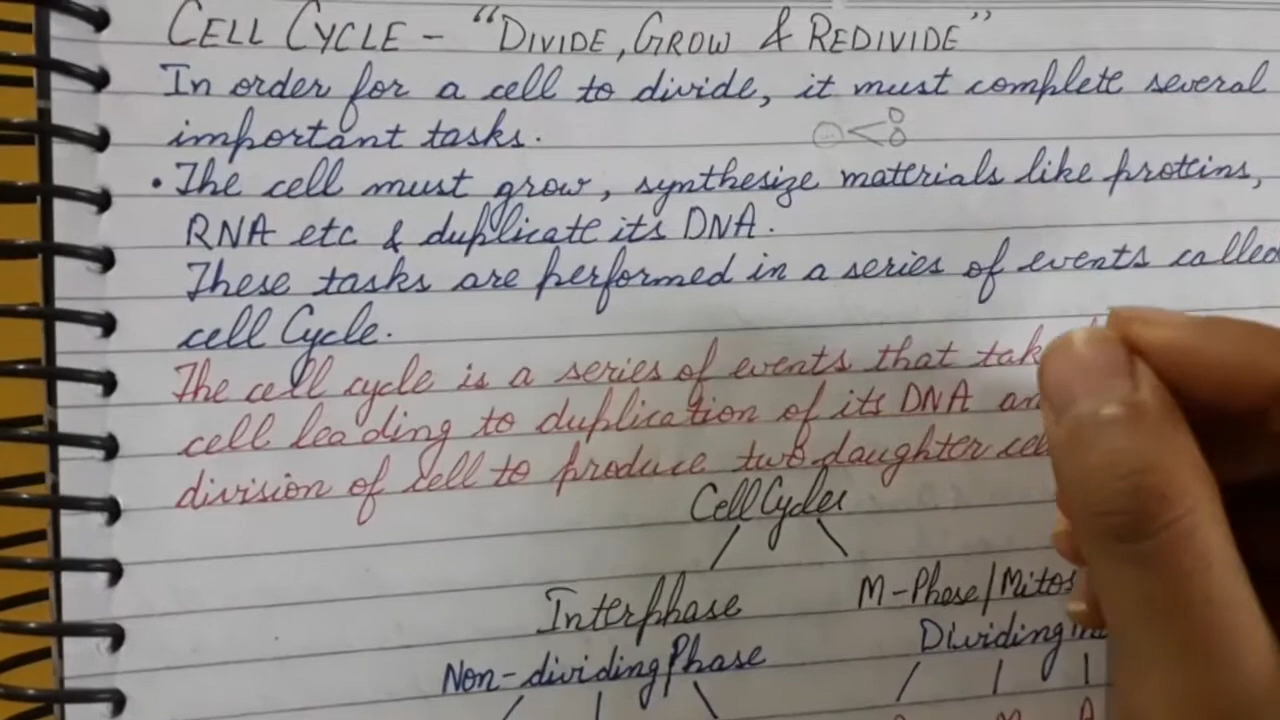 CELL CYCLE - "DIVIDE, GROW & REDIVIDE"
In order for a cell to divide, it must complete several
important tasks.
• The cell must grow, synthesize materials like proteins,
RNA etc & duplicate its DNA.
These tasks are performed in a series of events called
cell Cycle.
The cell cycle is a series of events that tak
cell leading to duplication of its DNA an
division of cell to produce two daughter cel
Cell Cycle
Interphase M-Phase/Mitos
Non-dividing Phase Dividing